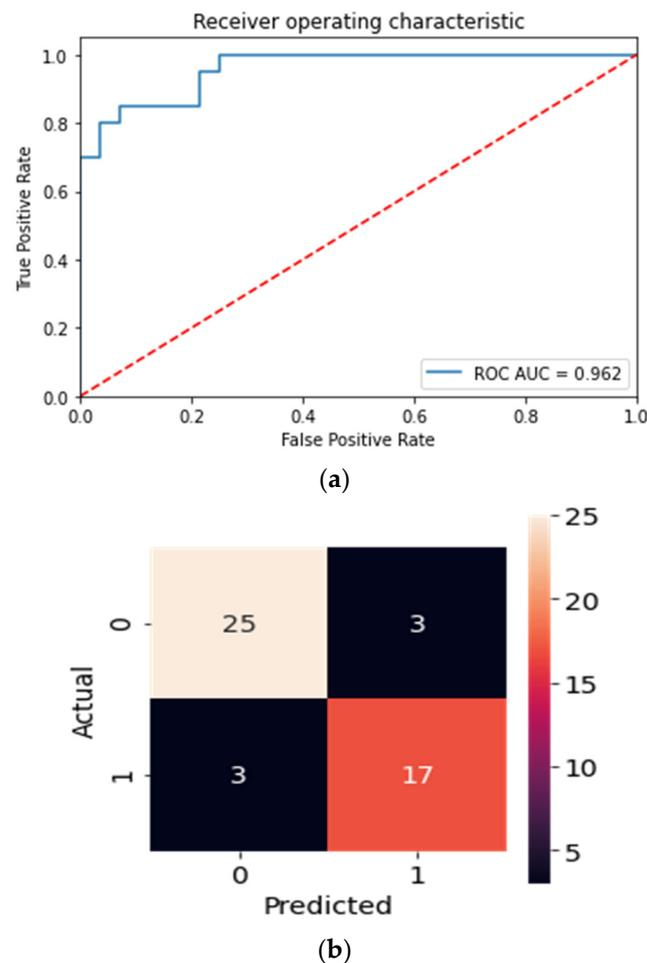 Receiver operating characteristic
1.0
0.8
0.6
0.4
0.2
0.0
True Positive Rate
ROC AUC = 0.962
0.0 0.2 0.4 0.6 0.8 1.0
False Positive Rate
(a)
25 3
3 17
0
1
Actual
0 1
Predicted
25
20
15
10
5
(b)